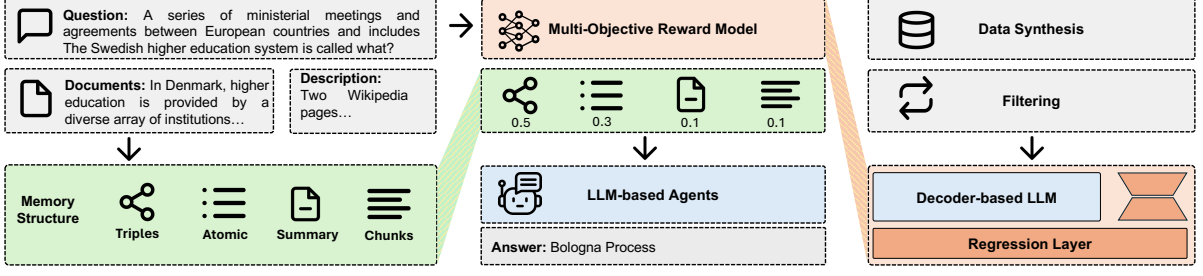 Question: A series of ministerial meetings and
agreements between European countries and includes
The Swedish higher education system is called what?
Documents: In Denmark, higher
education is provided by a
diverse array of institutions…
Description:
Two Wikipedia
pages…
Memory
Structure
Triples
Atomic
Summary
Chunks
Multi-Objective Reward Model
0.5
0.3
0.1
0.1
LLM-based Agents
Answer: Bologna Process
Data Synthesis
Filtering
Decoder-based LLM
Regression Layer